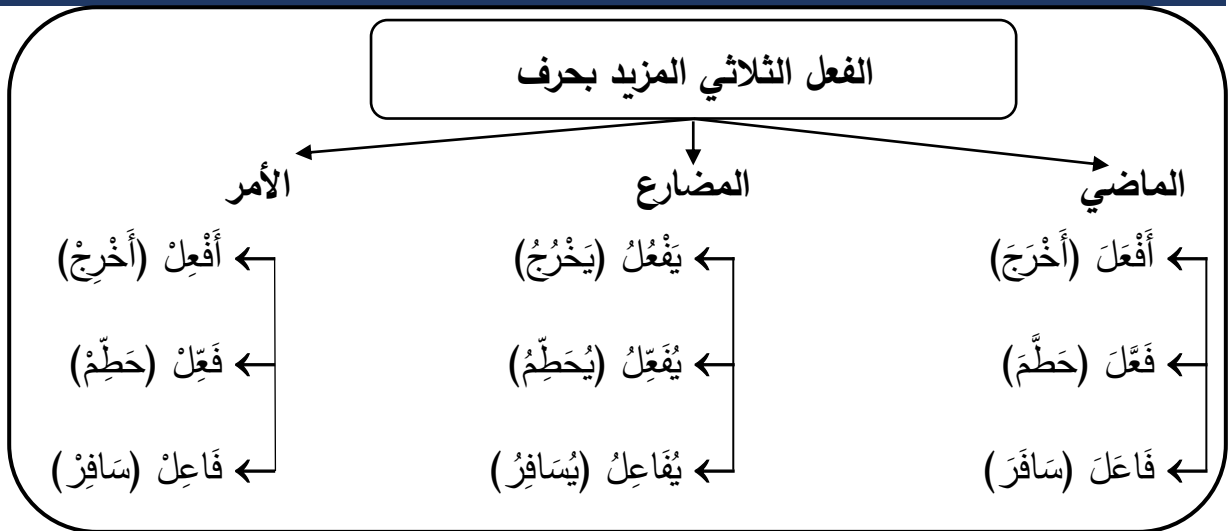 الفعل الثلاثي المزيد بحرف
الماضي المضارع الأمر
أَفْعَلَ (أَخْرَجَ) يَفْعُلُ (يَخْرُجُ) أَفْعِلْ (أَخْرِجْ)
فَعَّلَ (حَطَّمَ) يُفَعِّلُ (يُحَطِّمُ) فَعِّلْ (حَطِّمْ)
فَاعَلَ (سَافَرَ) يُفَاعِلُ (يُسَافِرُ) فَاعِلْ (سَافِرْ)